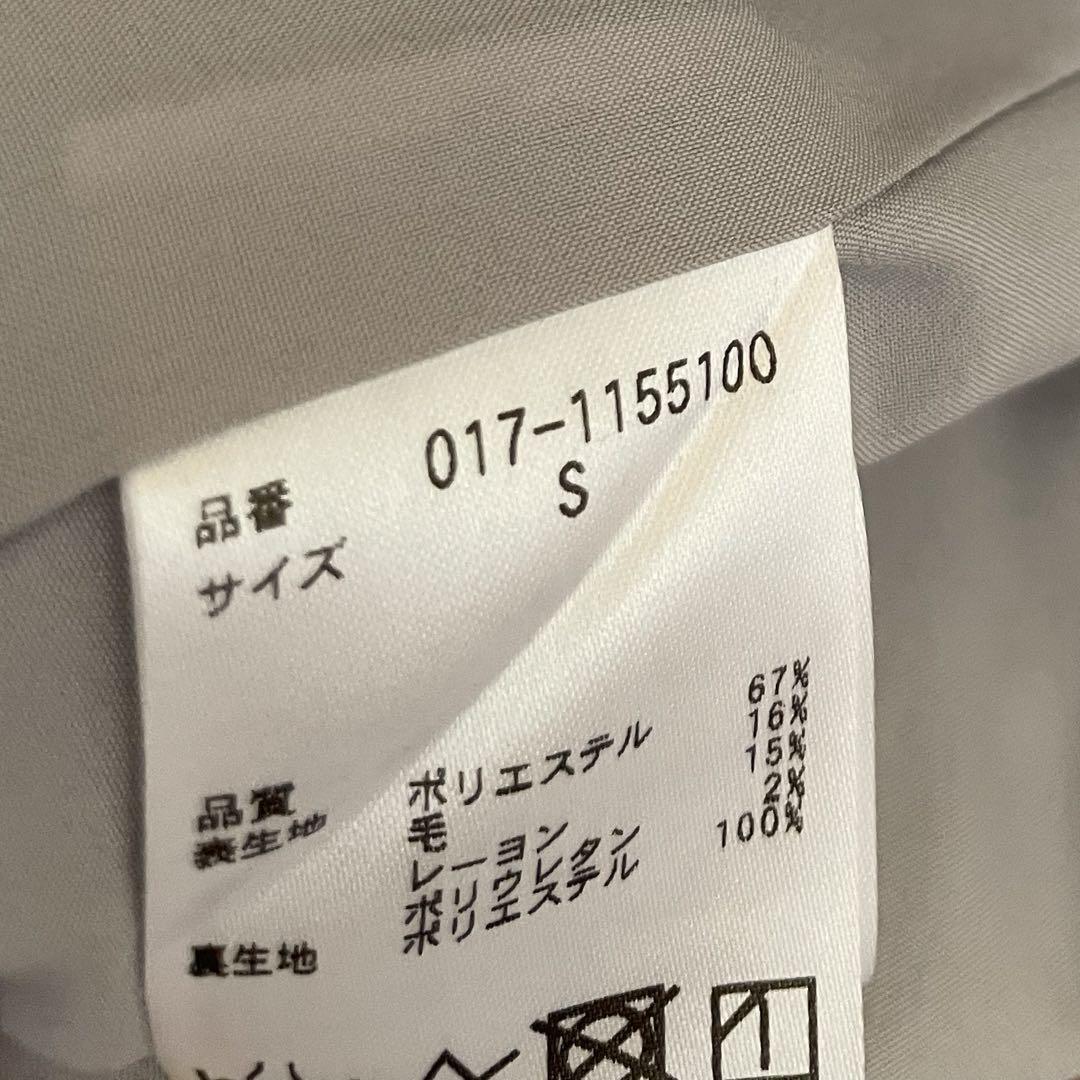 品番 017-1155100
サイズ S
品質
表生地 ポリエステル 67%
毛 16%
レーヨン 15%
ポリウレタン 2%
裏生地 ポリエステル 100%